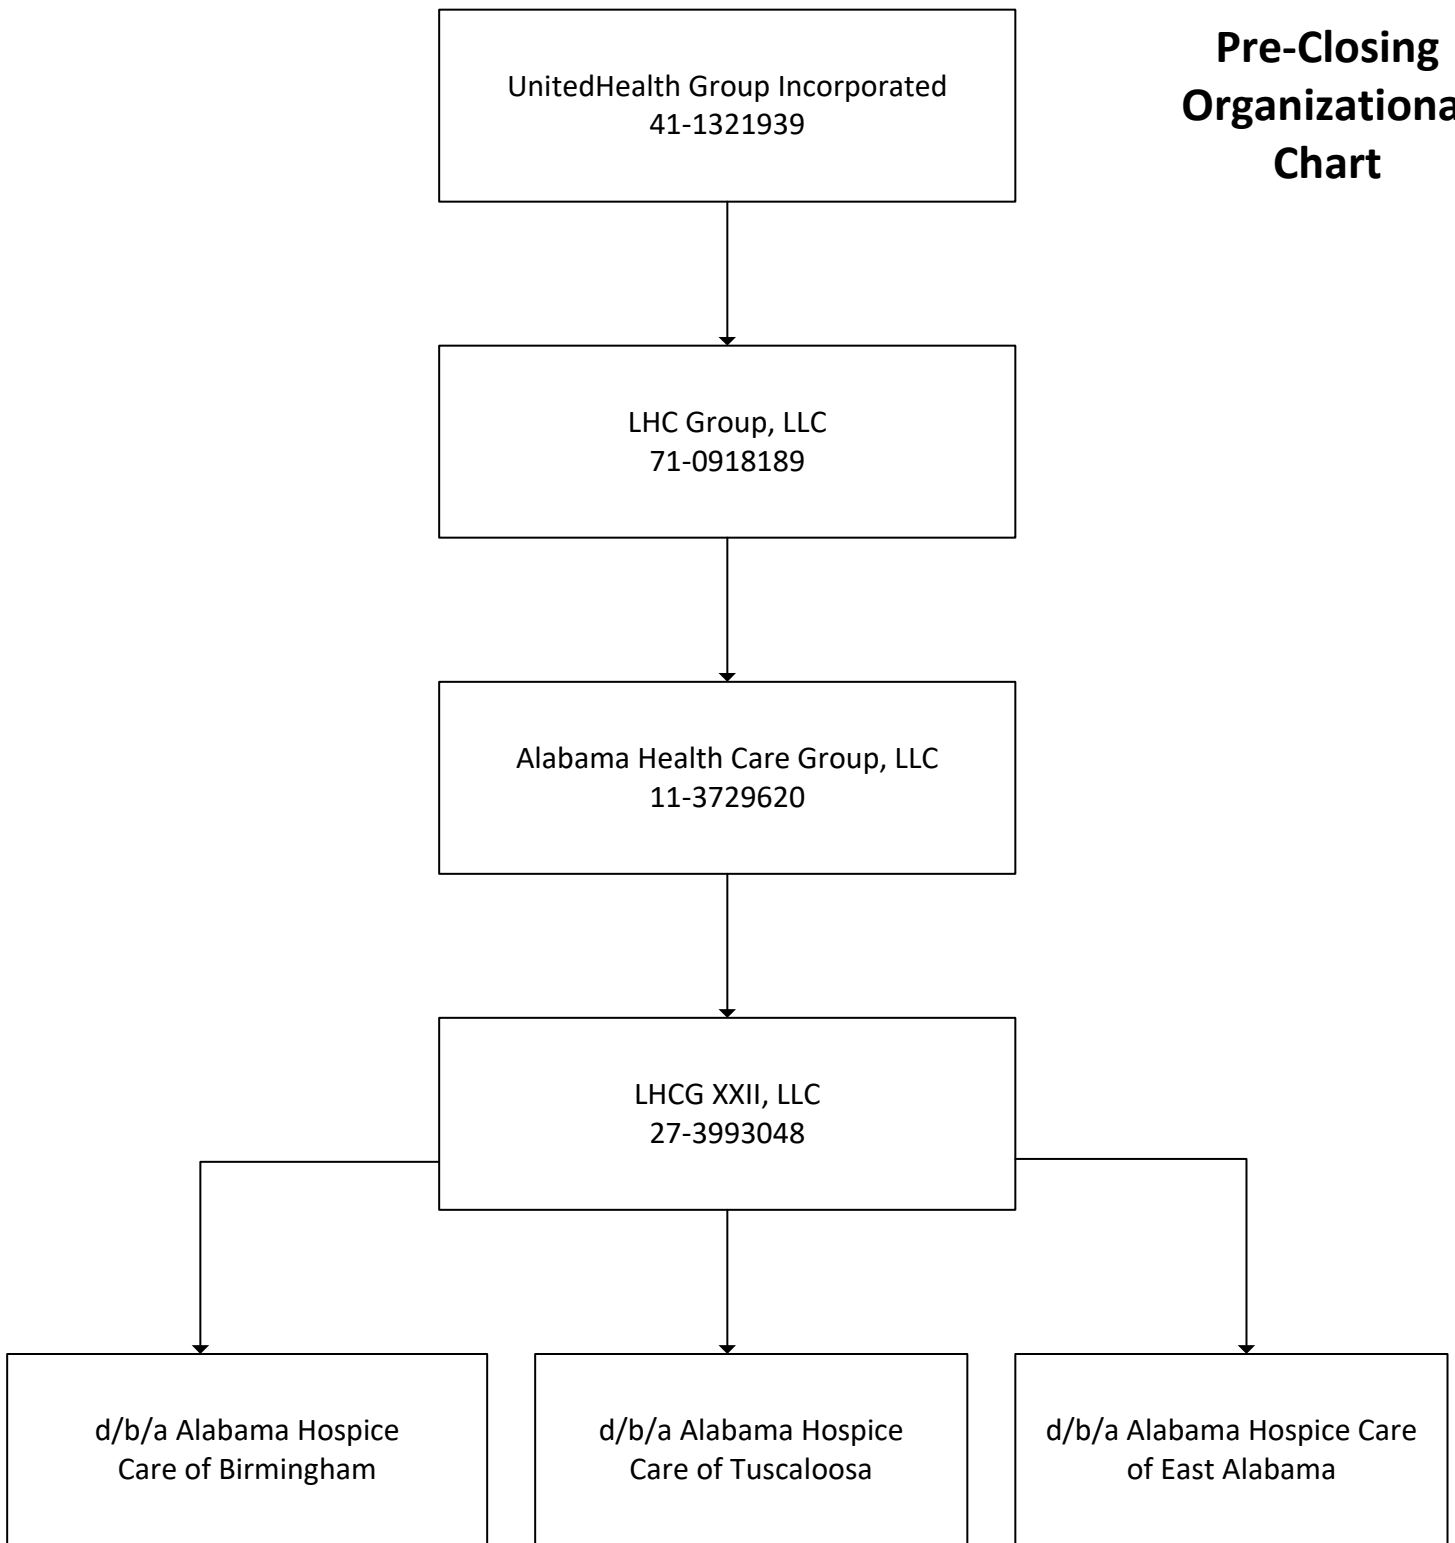 Pre-Closing
Organizationa
Chart
UnitedHealth Group Incorporated
41-1321939
LHC Group, LLC
71-0918189
Alabama Health Care Group, LLC
11-3729620
LHCG XXII, LLC
27-3993048
d/b/a Alabama Hospice
Care of Birmingham
d/b/a Alabama Hospice
Care of Tuscaloosa
d/b/a Alabama Hospice Care
of East Alabama